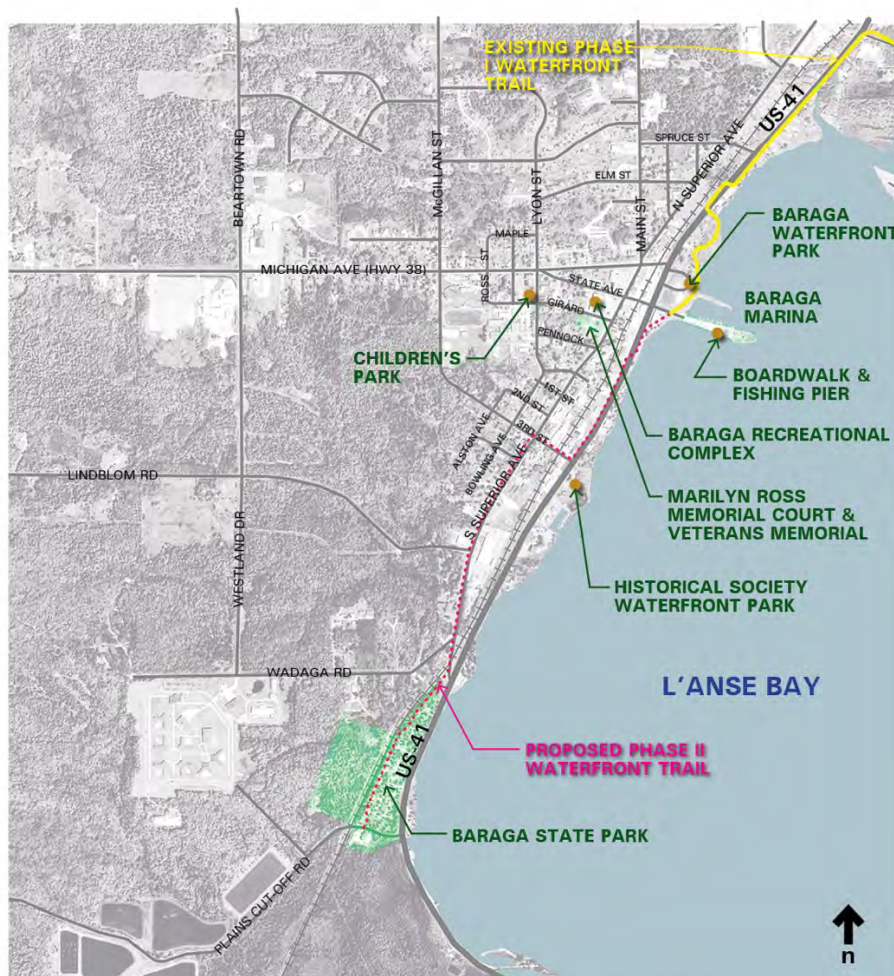 EXISTING PHASE
I WATERFRONT
TRAIL
US-41
BEARTOWN RD
McGILLAN ST
LYON ST
SPRUCE ST
N SUPERIOR AVE
ELM ST
MAIN ST
MAPLE
ROSS ST
MICHIGAN AVE (HWY 38)
STATE AVE
GIRARD
PENNOCK
BARAGA
WATERFRONT
PARK
BARAGA
MARINA
CHILDREN'S
PARK
BOARDWALK &
FISHING PIER
1ST ST
2ND ST
3RD ST
ALSTON AVE
BOWLING AVE
S SUPERIOR AVE
BARAGA RECREATIONAL
COMPLEX
LINDBLOM RD
MARILYN ROSS
MEMORIAL COURT &
VETERANS MEMORIAL
WESTLAND DR
HISTORICAL SOCIETY
WATERFRONT PARK
WADAGA RD
L'ANSE BAY
US-41
PROPOSED PHASE II
WATERFRONT TRAIL
BARAGA STATE PARK
PLAINS CUT-OFF RD
n